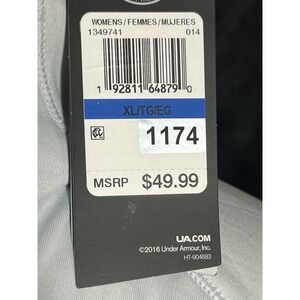 WOMENS/FEMMES/MUJERES
1349741 014
1 92811 64879 0
XL/TG/EG
1174
MSRP $49.99
UA.COM
©2016 Under Armour, Inc.
HT-904683